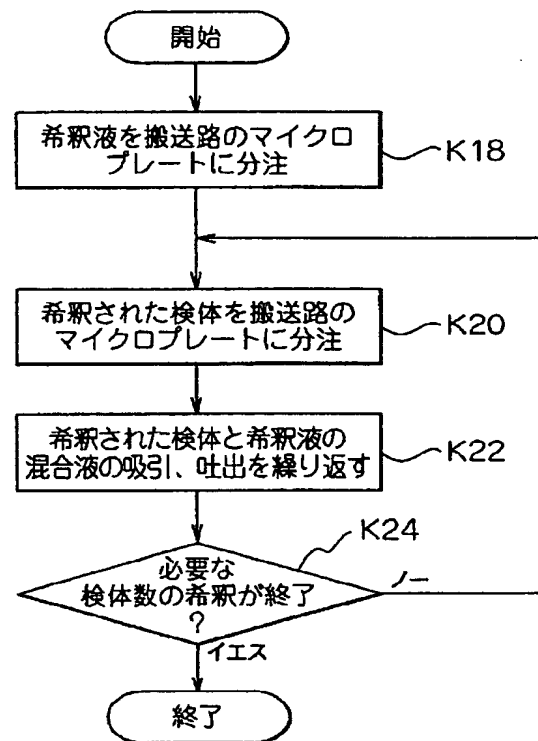 開始
希釈液を搬送路のマイクロ
プレートに分注
K18
希釈された検体を搬送路の
マイクロプレートに分注
K20
希釈された検体と希釈液の
混合液の吸引、吐出を繰り返す
K22
K24
必要な
検体数の希釈が終了
?
ノー
イエス
終了